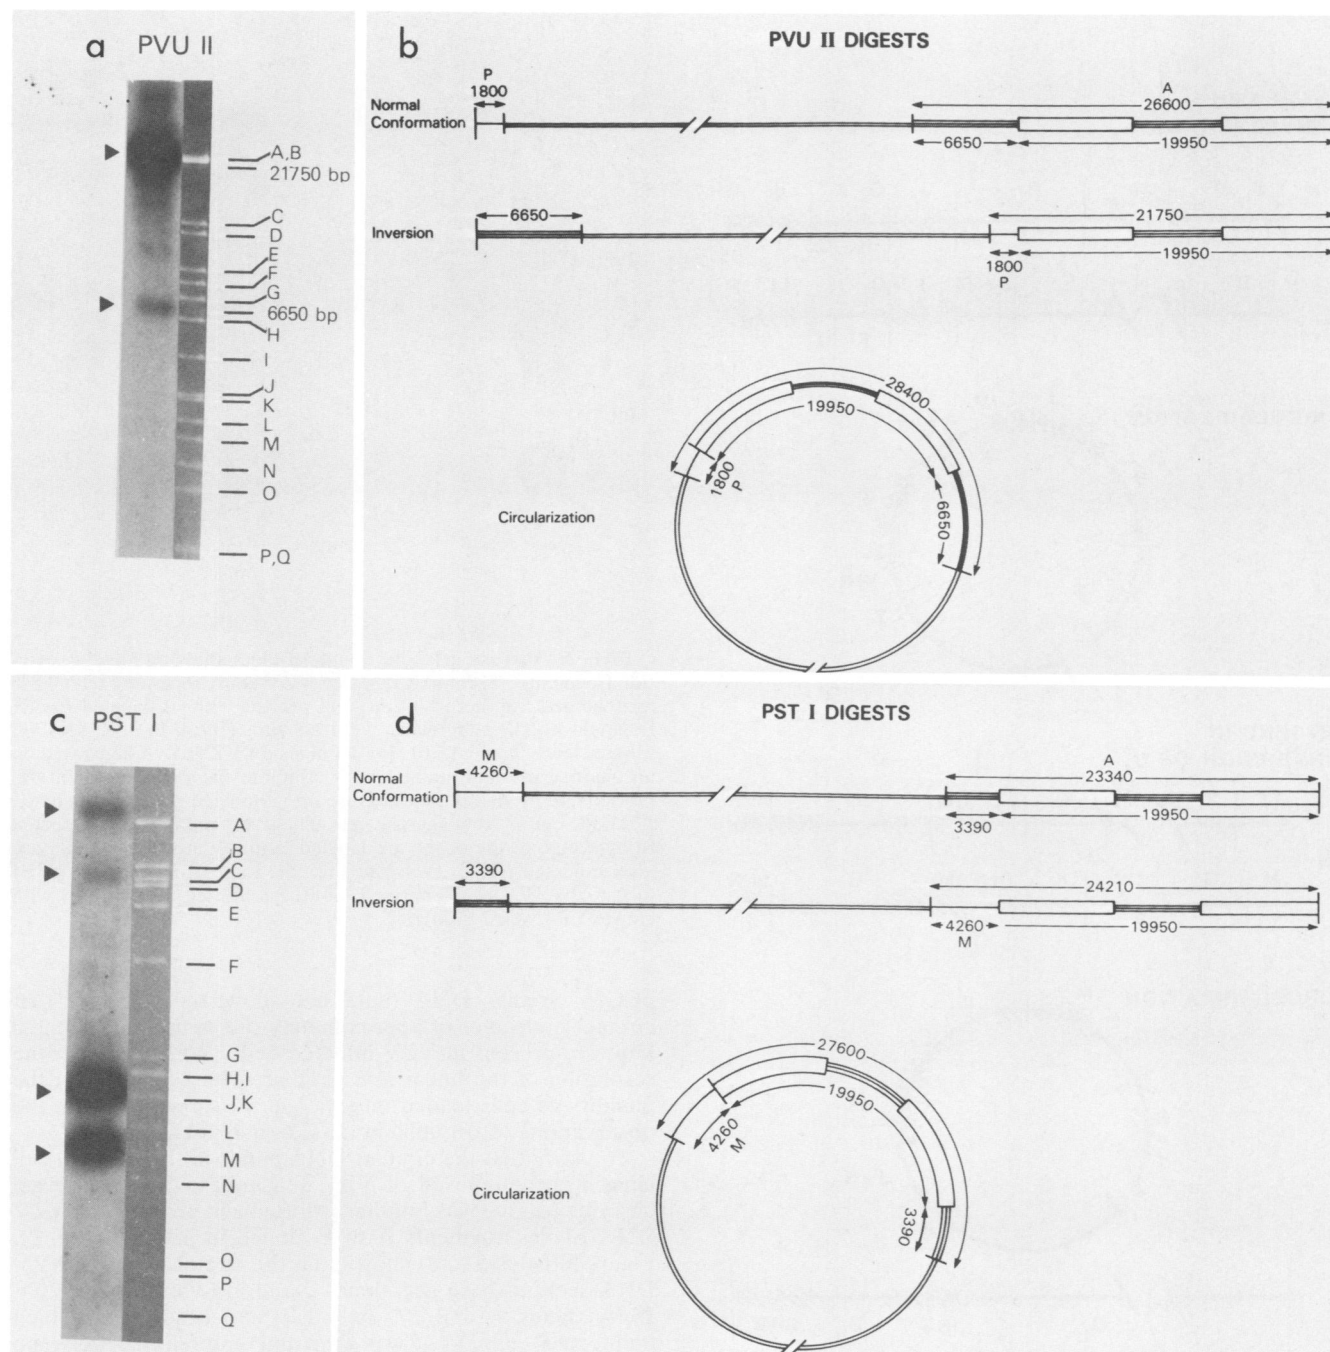 a PVU II
A,B
21750 bp
C
D
E
F
G
6650 bp
H
I
J
K
L
M
N
O
P,Q
b PVU II DIGESTS
P
1800
A
26600
Normal
Conformation
6650
19950
6650
21750
Inversion
1800
P
19950
28400
19950
1800
P
6650
Circularization
c PST I
A
B
C
D
E
F
G
H,I
J,K
L
M
N
O
P
Q
d PST I DIGESTS
M
4260
A
23340
Normal
Conformation
3390
19950
3390
24210
Inversion
4260
M
19950
27600
19950
4260
M
3390
Circularization